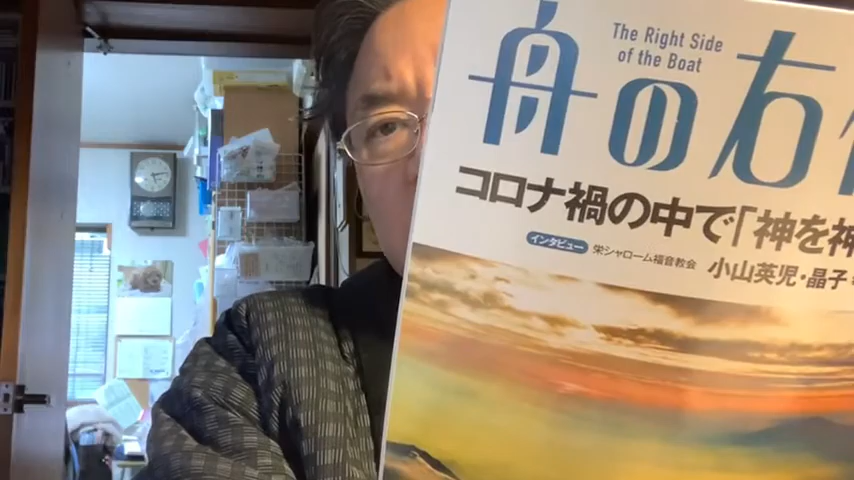 The Right Side
of the Boat
舟の右
コロナ禍の中で「神を神
インタビュー 栄シャローム福音教会 小山英児・晶子